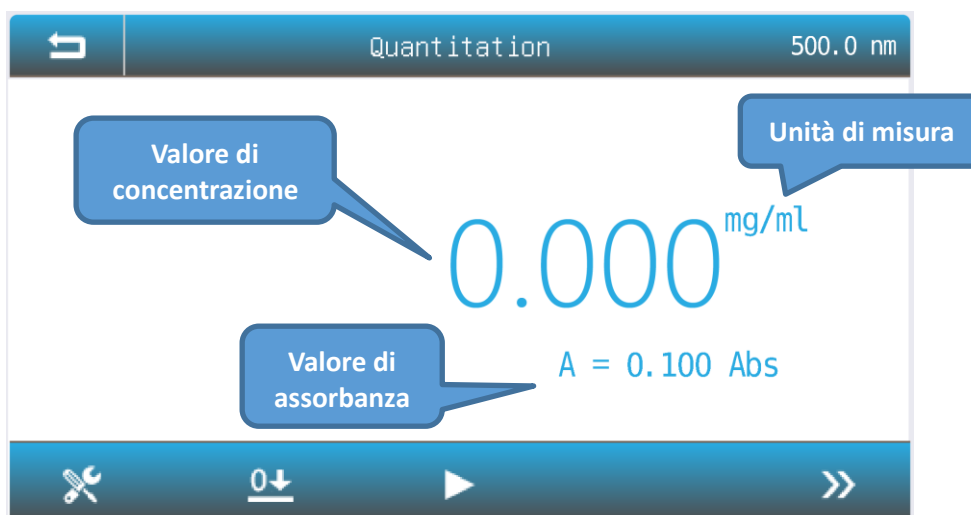 Quantitation 500.0 nm
Unità di misura
Valore di
concentrazione
0.000 mg/ml
Valore di
assorbanza
A = 0.100 Abs
0